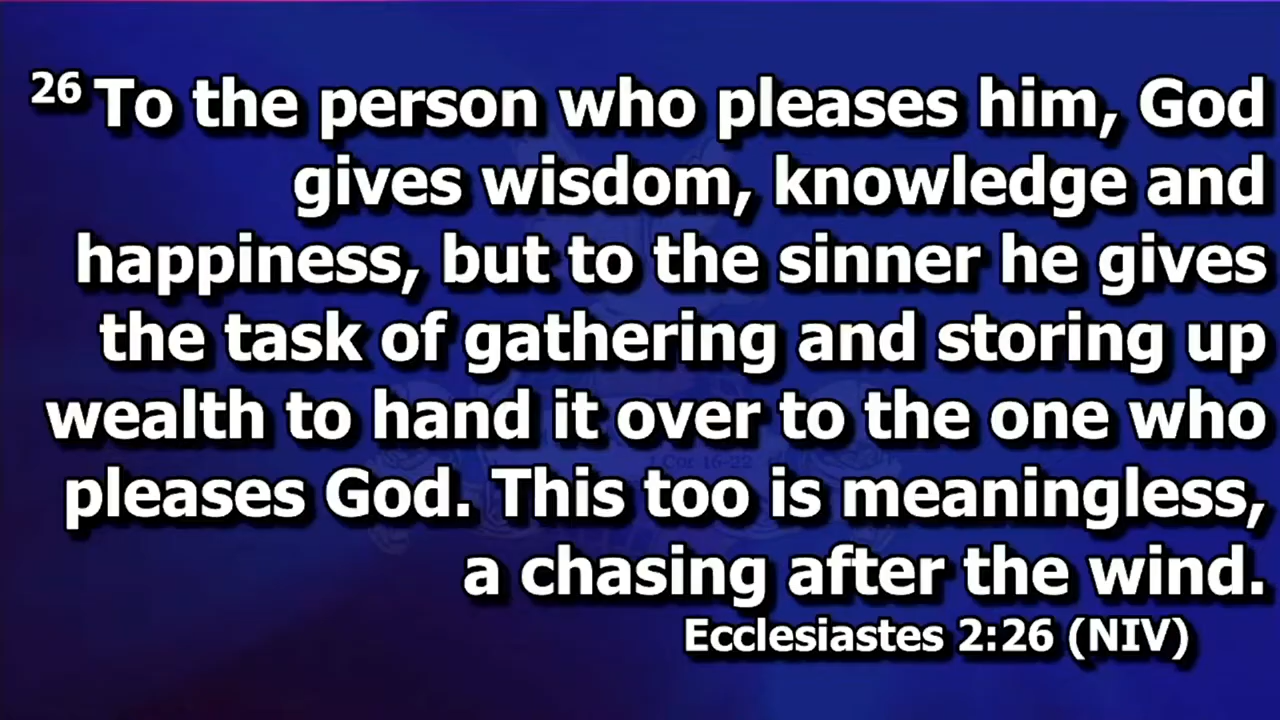 26 To the person who pleases him, God
gives wisdom, knowledge and
happiness, but to the sinner he gives
the task of gathering and storing up
wealth to hand it over to the one who
pleases God. This too is meaningless,
a chasing after the wind.
Ecclesiastes 2:26 (NIV)